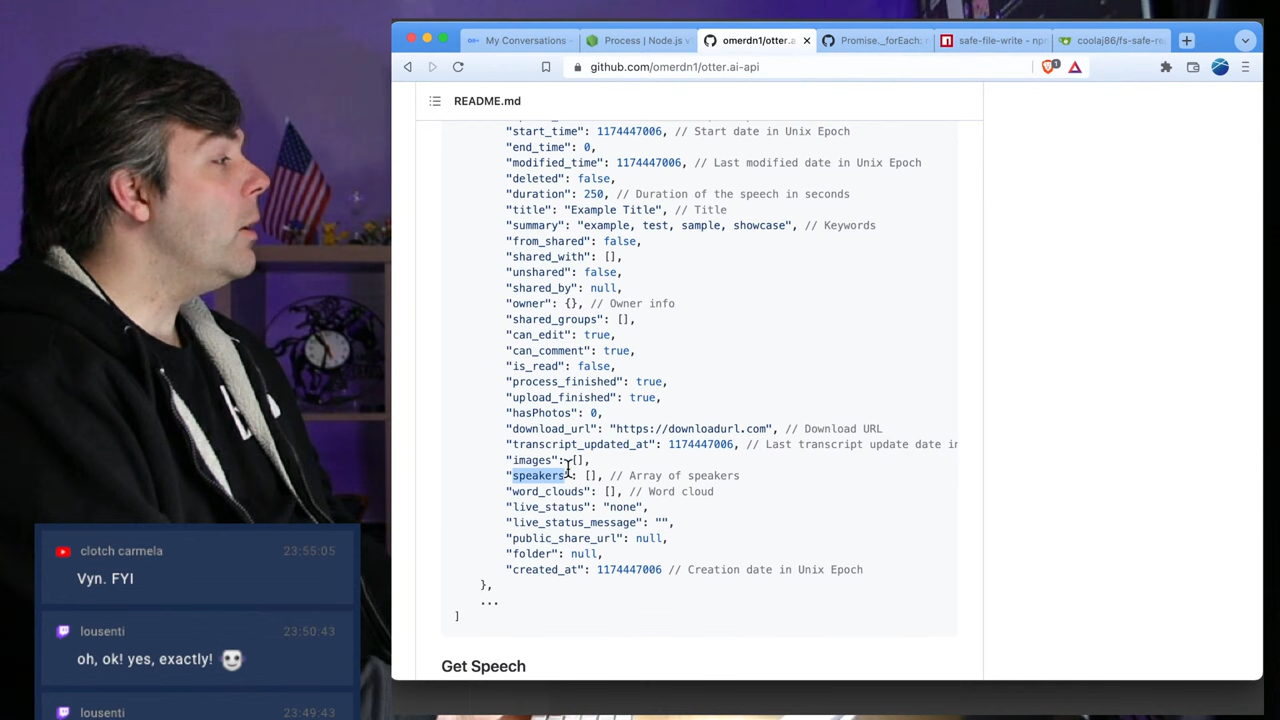 My Conversations -
Process | Node.js v
omerdn1/otter.a
Promise._forEach:
safe-file-write - npm
coolaj86/fs-safe-re
github.com/omerdn1/otter.ai-api
1
README.md
"start_time": 1174447006, // Start date in Unix Epoch
"end_time": 0,
"modified_time": 1174447006, // Last modified date in Unix Epoch
"deleted": false,
"duration": 250, // Duration of the speech in seconds
"title": "Example Title", // Title
"summary": "example, test, sample, showcase", // Keywords
"from_shared": false,
"shared_with": [],
"unshared": false,
"shared_by": null,
"owner": {}, // Owner info
"shared_groups": [],
"can_edit": true,
"can_comment": true,
"is_read": false,
"process_finished": true,
"upload_finished": true,
"hasPhotos": 0,
"download_url": "https://downloadurl.com", // Download URL
"transcript_updated_at": 1174447006, // Last transcript update date in
"images": [],
"speakers": [], // Array of speakers
"word_clouds": [], // Word cloud
"live_status": "none",
"live_status_message": "",
"public_share_url": null,
"folder": null,
"created_at": 1174447006 // Creation date in Unix Epoch
},
...
]
Get Speech
clotch carmela 23:55:05
Vyn. FYI
lousenti 23:50:43
oh, ok! yes, exactly!
lousenti 23:49:43